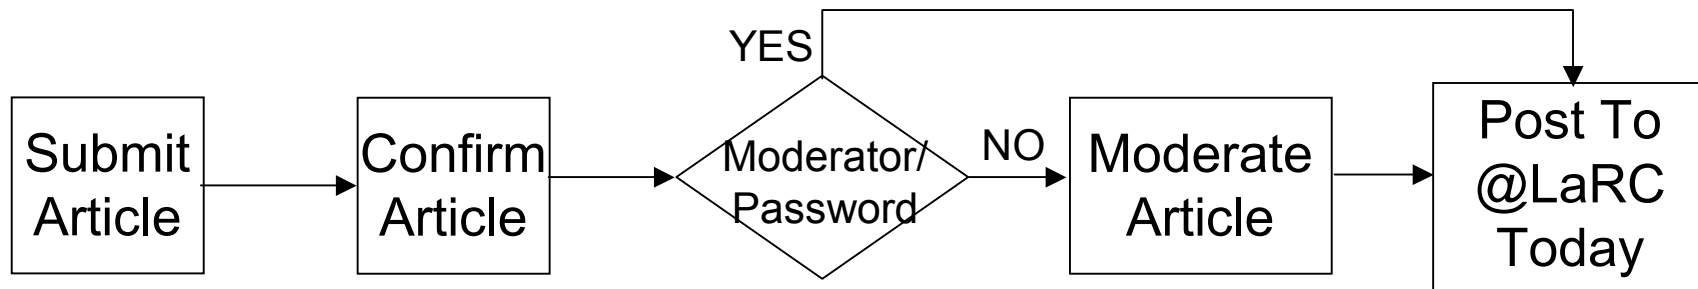 Submit
Article
Confirm
Article
YES
Moderator/
Password
NO
Moderate
Article
Post To
@LaRC
Today